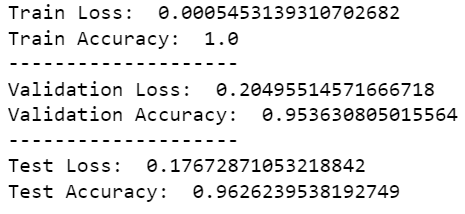 Train Loss:  0.0005453139310702682
Train Accuracy:  1.0
--------------------
Validation Loss:  0.20495514571666718
Validation Accuracy:  0.953630805015564
--------------------
Test Loss:  0.17672871053218842
Test Accuracy:  0.9626239538192749